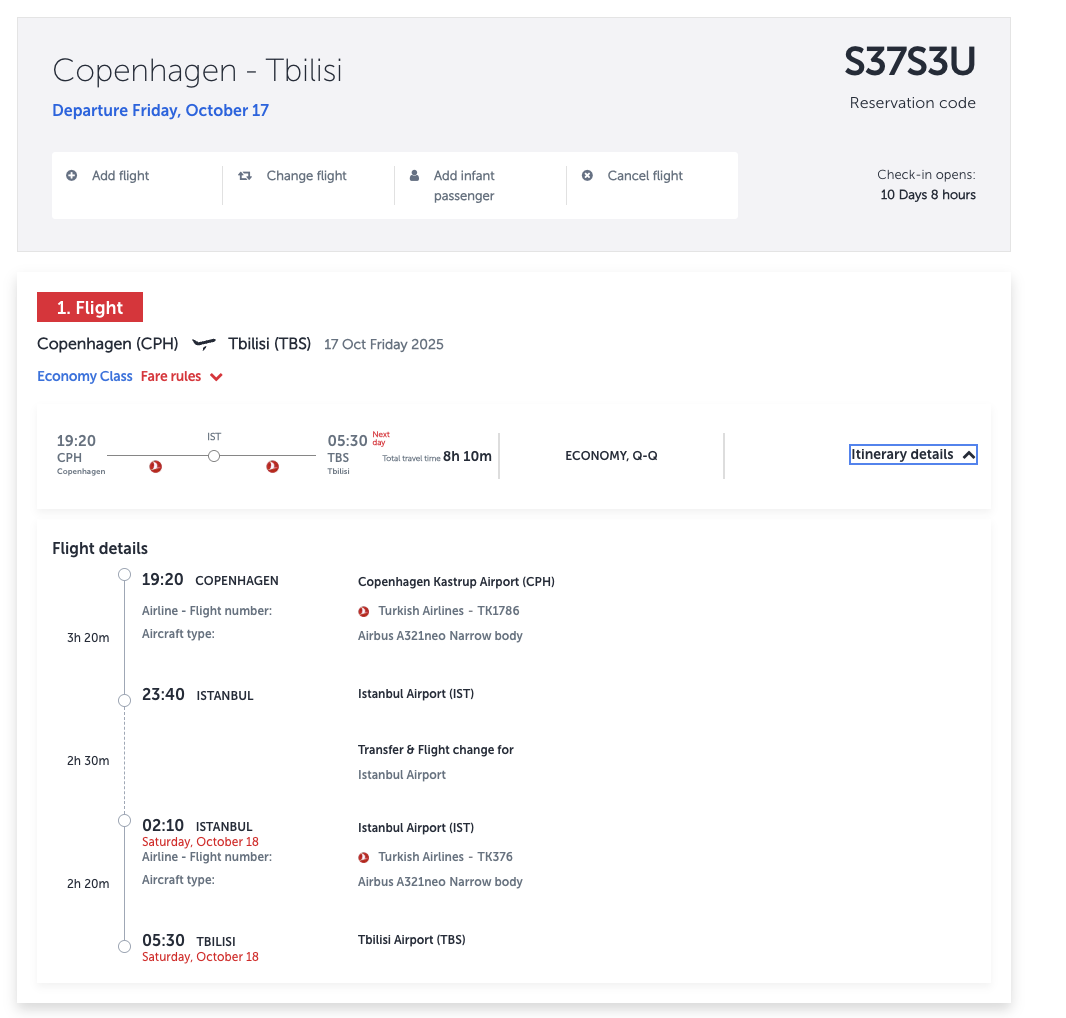 Copenhagen - Tbilisi
Departure Friday, October 17
S37S3U
Reservation code
Add flight
Change flight
Add infant
passenger
Cancel flight
Check-in opens:
10 Days 8 hours
1. Flight
Copenhagen (CPH) Tbilisi (TBS) 17 Oct Friday 2025
Economy Class Fare rules
19:20
CPH
Copenhagen
IST
05:30 Next day
TBS
Tbilisi
Total travel time 8h 10m
ECONOMY, Q-Q
Itinerary details
Flight details
19:20 COPENHAGEN Copenhagen Kastrup Airport (CPH)
Airline - Flight number: Turkish Airlines - TK1786
Aircraft type: Airbus A321neo Narrow body
3h 20m
23:40 ISTANBUL Istanbul Airport (IST)
Transfer & Flight change for
2h 30m
Istanbul Airport
02:10 ISTANBUL Istanbul Airport (IST)
Saturday, October 18
Airline - Flight number: Turkish Airlines - TK376
Aircraft type: Airbus A321neo Narrow body
2h 20m
05:30 TBILISI Tbilisi Airport (TBS)
Saturday, October 18